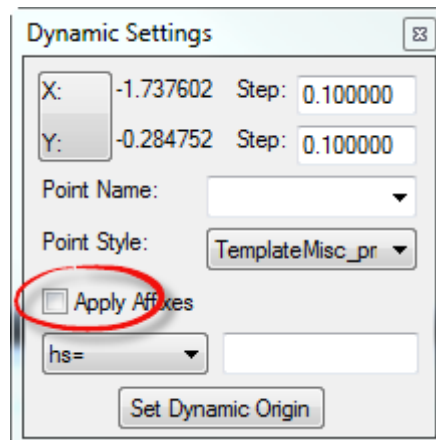 Dynamic Settings
X: -1.737602 Step: 0.100000
Y: -0.284752 Step: 0.100000
Point Name:
Point Style: TemplateMisc_pr
Apply Affixes
hs=
Set Dynamic Origin